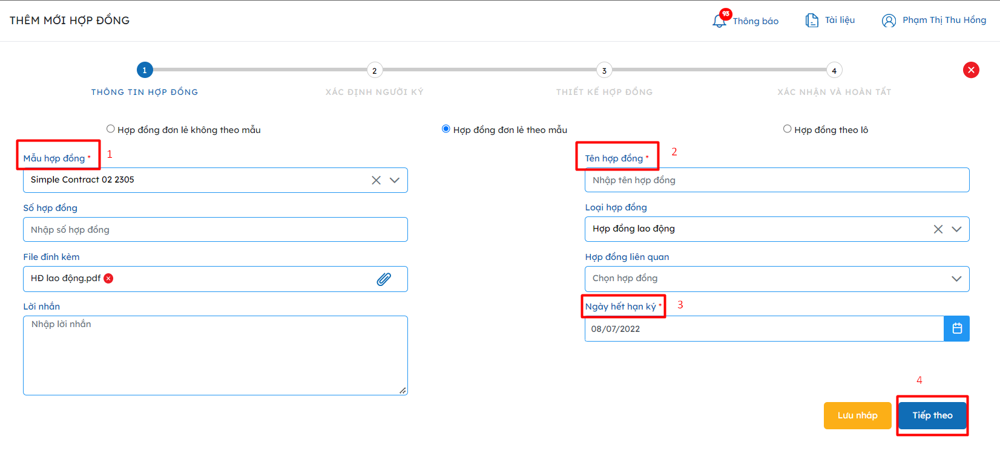 THÊM MỚI HỢP ĐỒNG
93
Thông báo
Tài liệu
Phạm Thị Thu Hồng
1
2
3
4
THÔNG TIN HỢP ĐỒNG
XÁC ĐỊNH NGƯỜI KÝ
THIẾT KẾ HỢP ĐỒNG
XÁC NHẬN VÀ HOÀN TẤT
Hợp đồng đơn lẻ không theo mẫu
Hợp đồng đơn lẻ theo mẫu
Hợp đồng theo lô
Mẫu hợp đồng *
1
Tên hợp đồng *
2
Simple Contract 02 2305
Nhập tên hợp đồng
Số hợp đồng
Loại hợp đồng
Nhập số hợp đồng
Hợp đồng lao động
File đính kèm
Hợp đồng liên quan
HĐ lao động.pdf
Chọn hợp đồng
Lời nhắn
Ngày hết hạn ký *
3
Nhập lời nhắn
08/07/2022
4
Lưu nháp
Tiếp theo